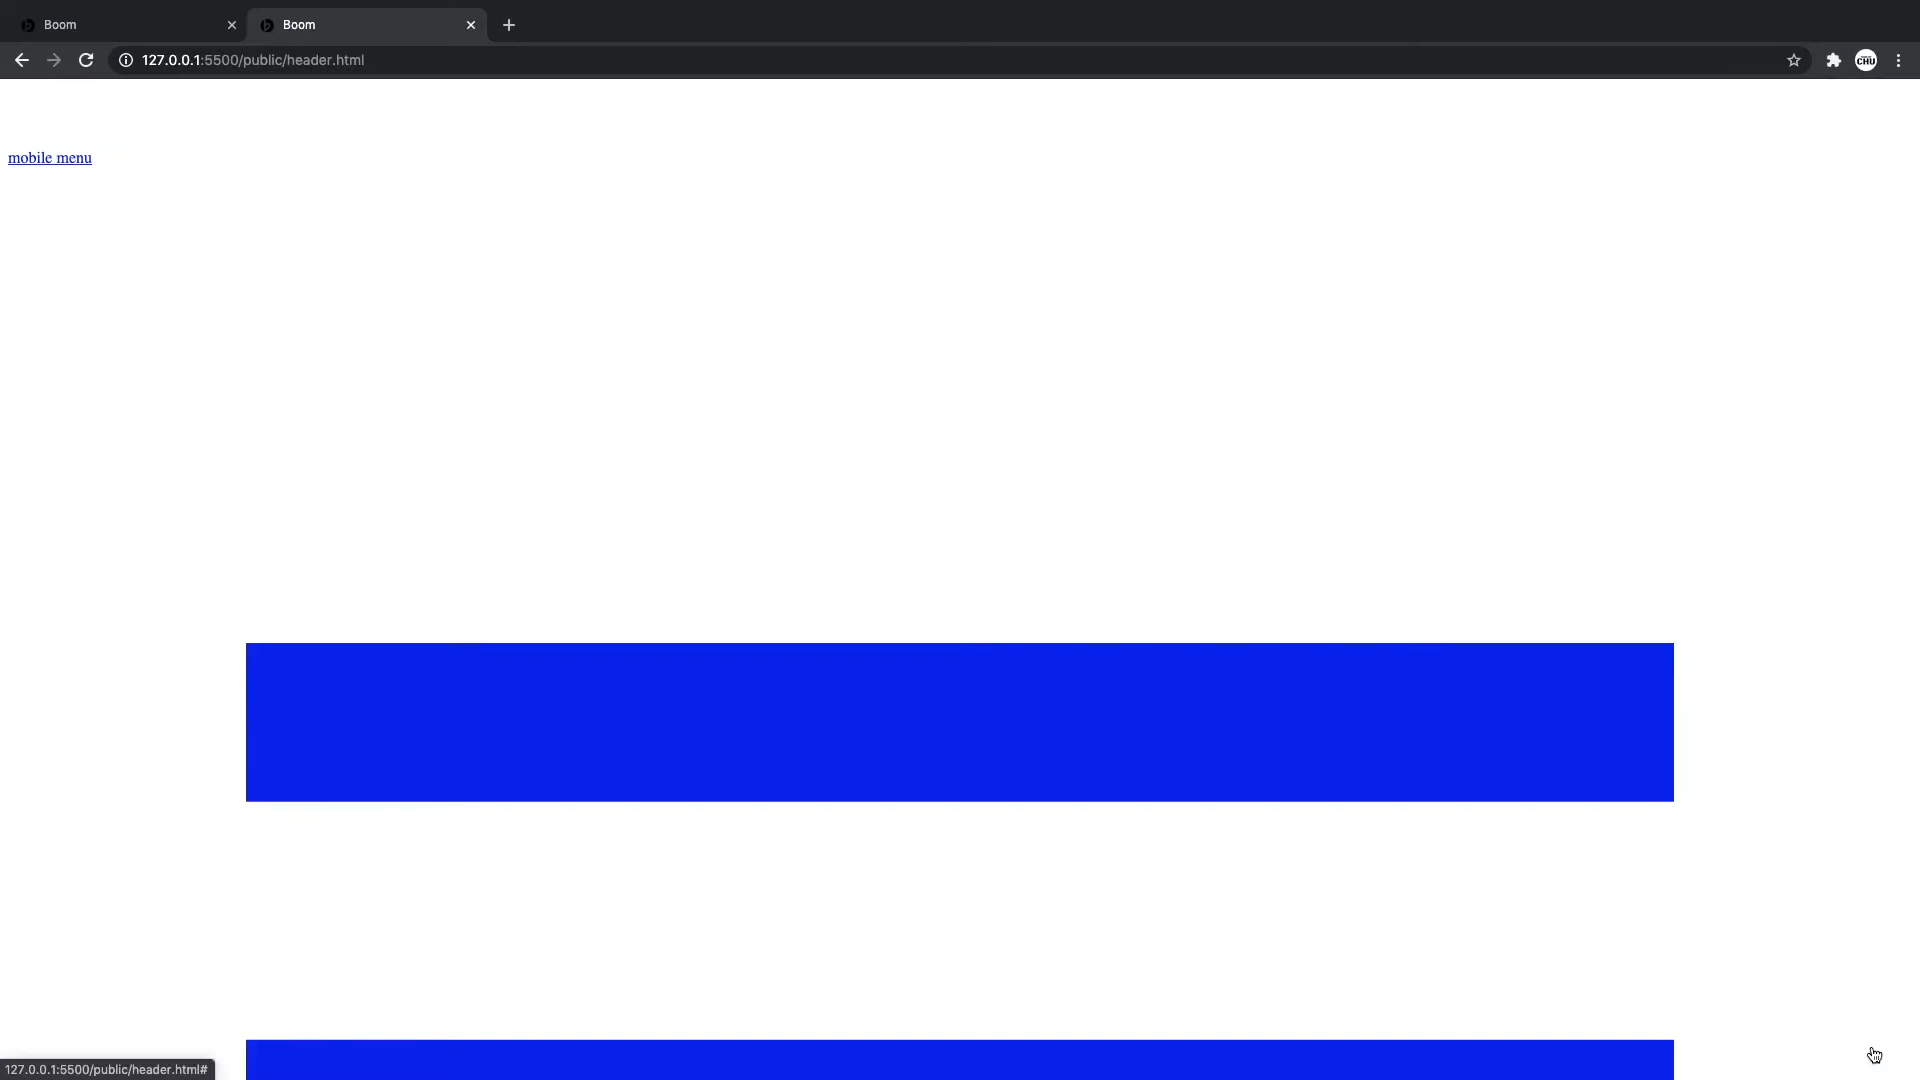 Boom
Boom
127.0.0.1:5500/public/header.html
CHU
mobile menu
127.0.0.1:5500/public/header.html#